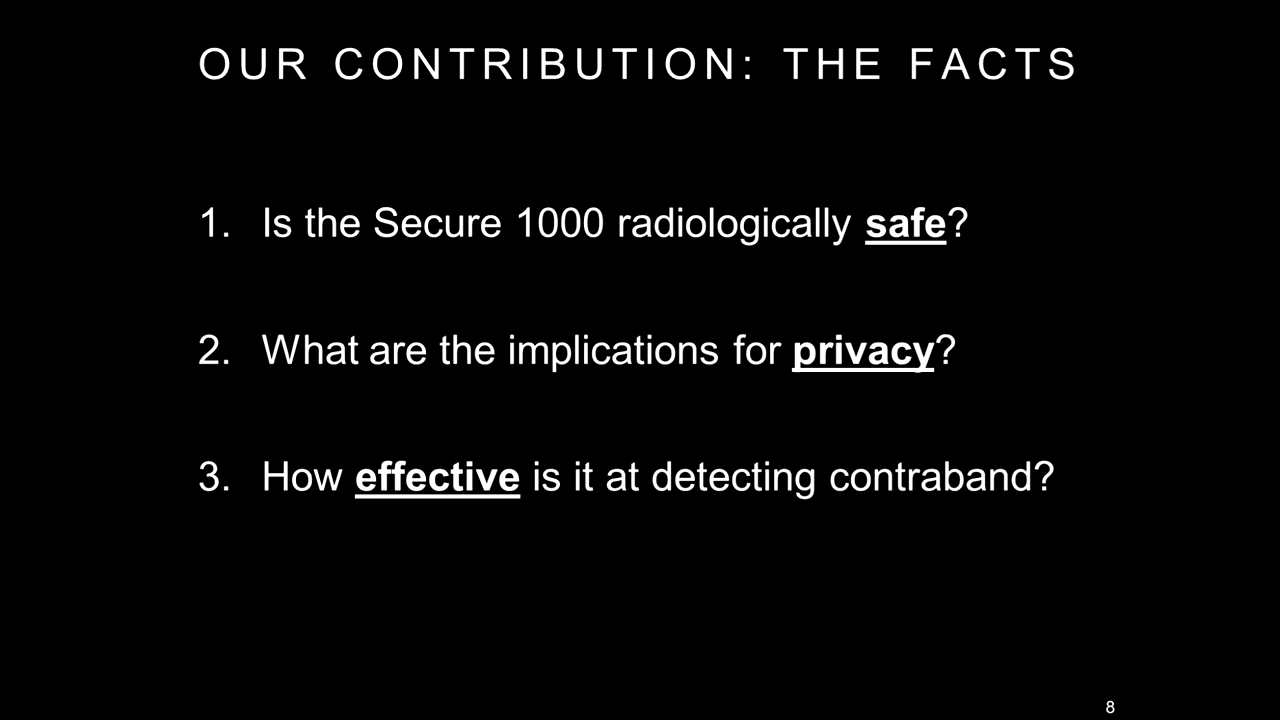 OUR CONTRIBUTION: THE FACTS
1. Is the Secure 1000 radiologically safe?
2. What are the implications for privacy?
3. How effective is it at detecting contraband?
8